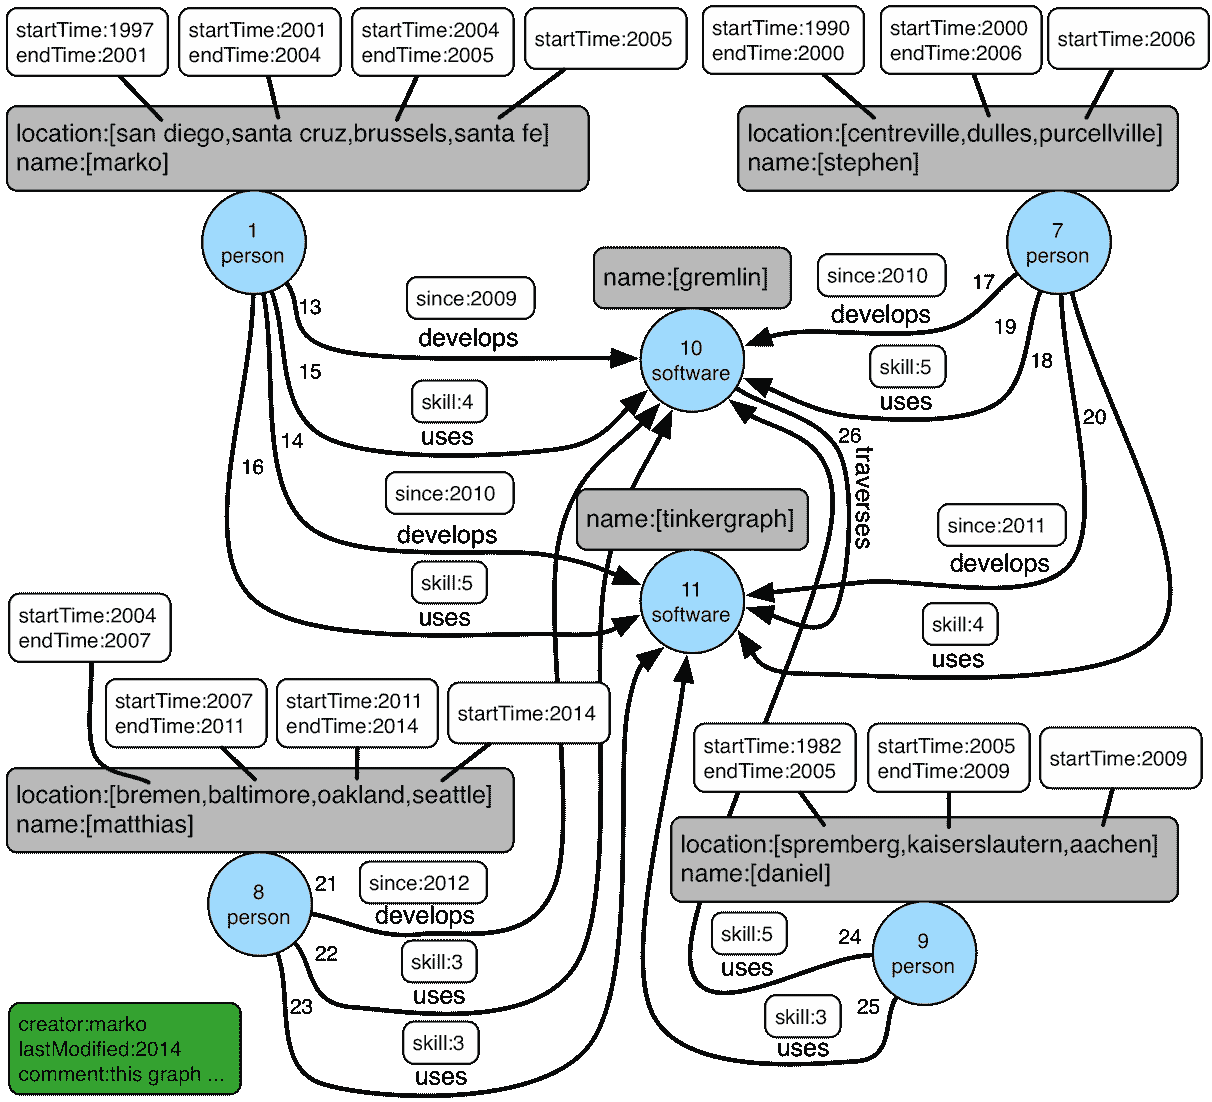 startTime:1997
endTime:2001
startTime:2001
endTime:2004
startTime:2004
endTime:2005
startTime:2005
startTime:1990
endTime:2000
startTime:2000
endTime:2006
startTime:2006
location:[san diego,santa cruz,brussels,santa fe]
name:[marko]
location:[centreville,dulles,purcellville]
name:[stephen]
1
person
7
person
name:[gremlin]
10
software
13
since:2009
develops
since:2010
develops
17
15
skill:4
uses
19
skill:5
uses
18
14
since:2010
develops
16
skill:5
uses
26
traverses
20
name:[tinkergraph]
11
software
since:2011
develops
skill:4
uses
startTime:2004
endTime:2007
startTime:2007
endTime:2011
startTime:2011
endTime:2014
startTime:2014
location:[bremen,baltimore,oakland,seattle]
name:[matthias]
startTime:1982
endTime:2005
startTime:2005
endTime:2009
startTime:2009
location:[spremberg,kaiserslautern,aachen]
name:[daniel]
8
person
21
since:2012
develops
22
skill:3
uses
23
skill:3
uses
9
person
24
skill:5
uses
25
skill:3
uses
creator:marko
lastModified:2014
comment:this graph ...